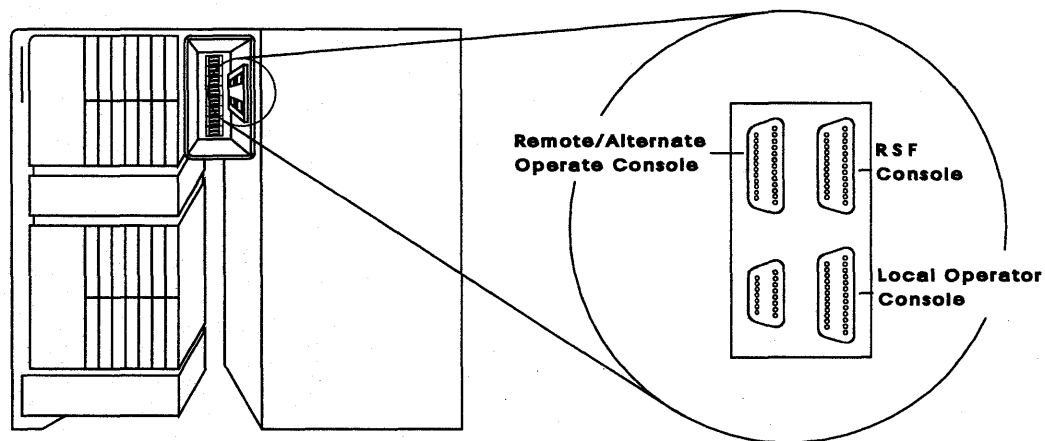 Remote/Alternate
Operate Console
RSF
Console
Local Operator
Console